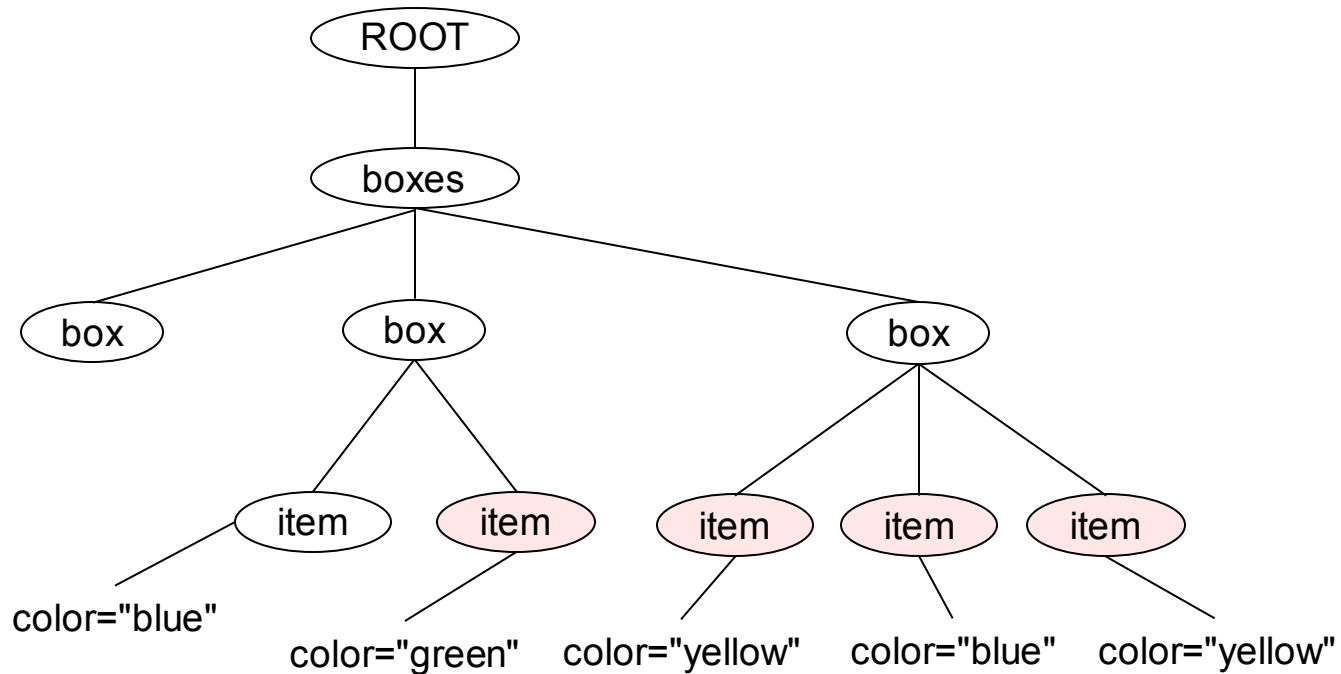 ROOT
boxes
box
box
box
item
item
item
item
item
color="blue"
color="green"
color="yellow"
color="blue"
color="yellow"